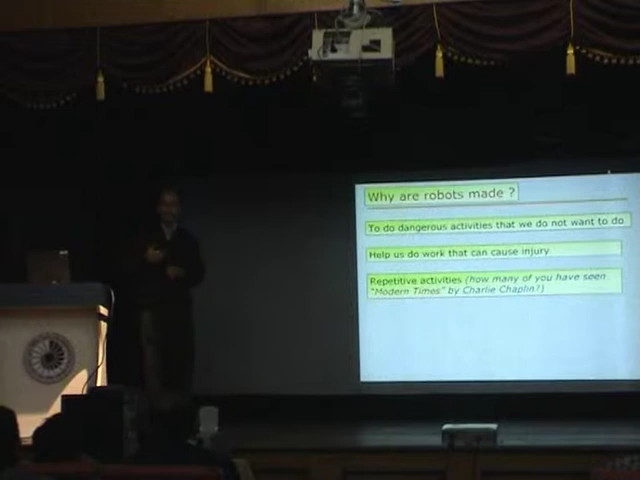 Why are robots made ?
To do dangerous activities that we do not want to do
Help us do work that can cause injury
Repetitive activities (how many of you have seen
"Modern Times" by Charlie Chaplin?)